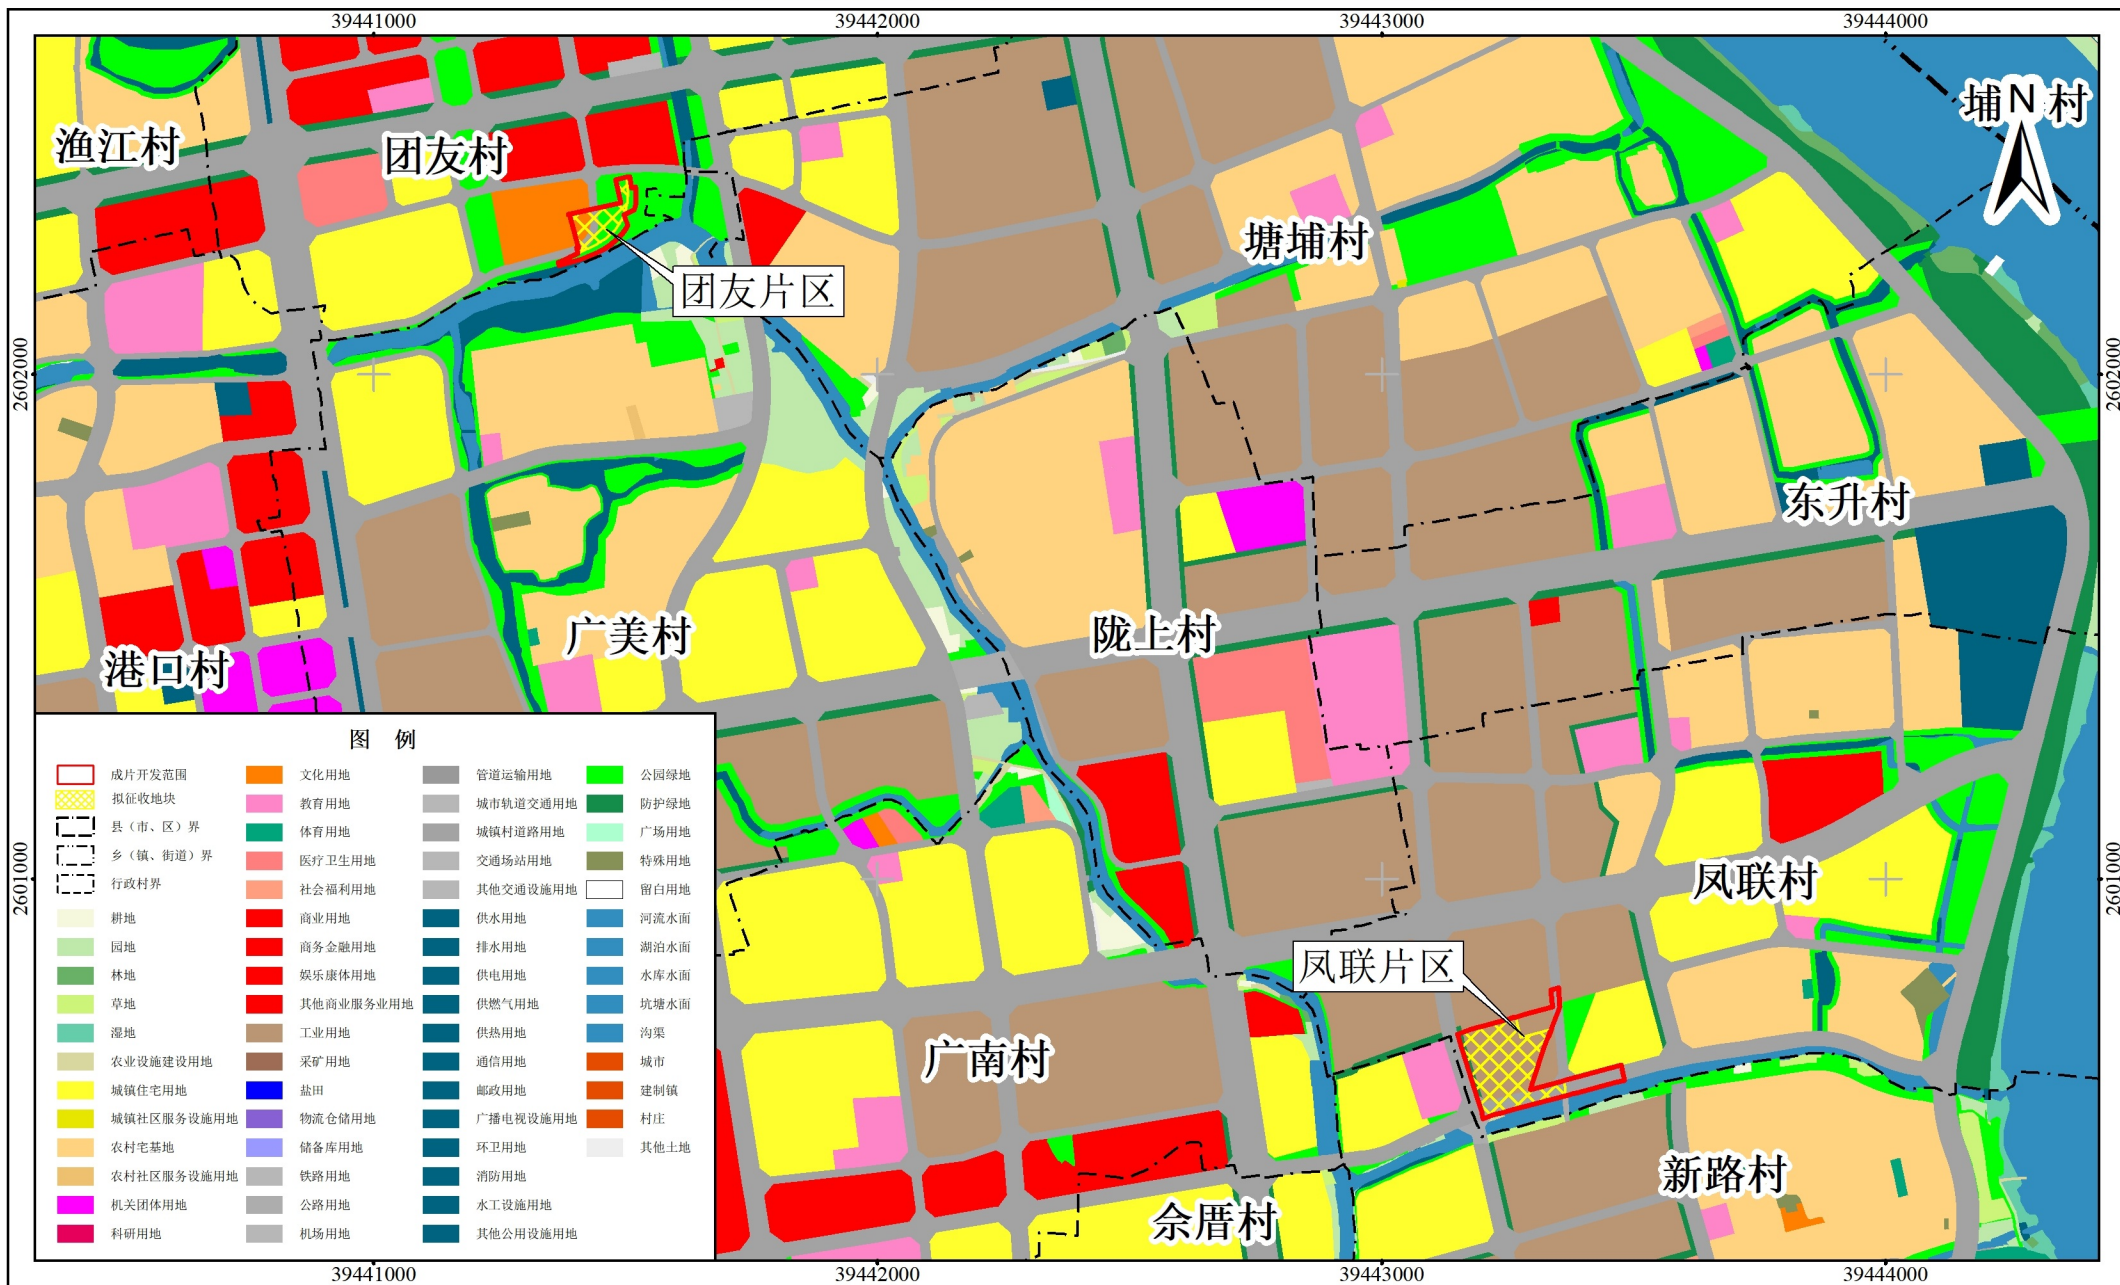 39441000 39442000 39443000 39444000
埔 N 村
渔江村
团友村
塘埔村
团友片区
2602000
2602000
东升村
广美村
陇上村
港口村
图 例
成片开发范围 文化用地 管道运输用地 公园绿地
拟征收地块 教育用地 城市轨道交通用地 防护绿地
县（市、区）界 体育用地 城镇村道路用地 广场用地
乡（镇、街道）界 医疗卫生用地 交通场站用地 特殊用地
行政村界 社会福利用地 其他交通设施用地 留白用地
耕地 商业用地 供水用地 河流水面
园地 商务金融用地 排水用地 湖泊水面
林地 娱乐康体用地 供电用地 水库水面
草地 其他商业服务业用地 供燃气用地 坑塘水面
湿地 工业用地 供热用地 沟渠
农业设施建设用地 采矿用地 通信用地 城市
城镇住宅用地 盐田 邮政用地 建制镇
城镇社区服务设施用地 物流仓储用地 广播电视设施用地 村庄
农村宅基地 储备库用地 环卫用地 其他土地
农村社区服务设施用地 铁路用地 消防用地
机关团体用地 公路用地 水工设施用地
科研用地 机场用地 其他公用设施用地
2601000
2601000
凤联村
凤联片区
广南村
新路村
佘厝村
39441000 39442000 39443000 39444000